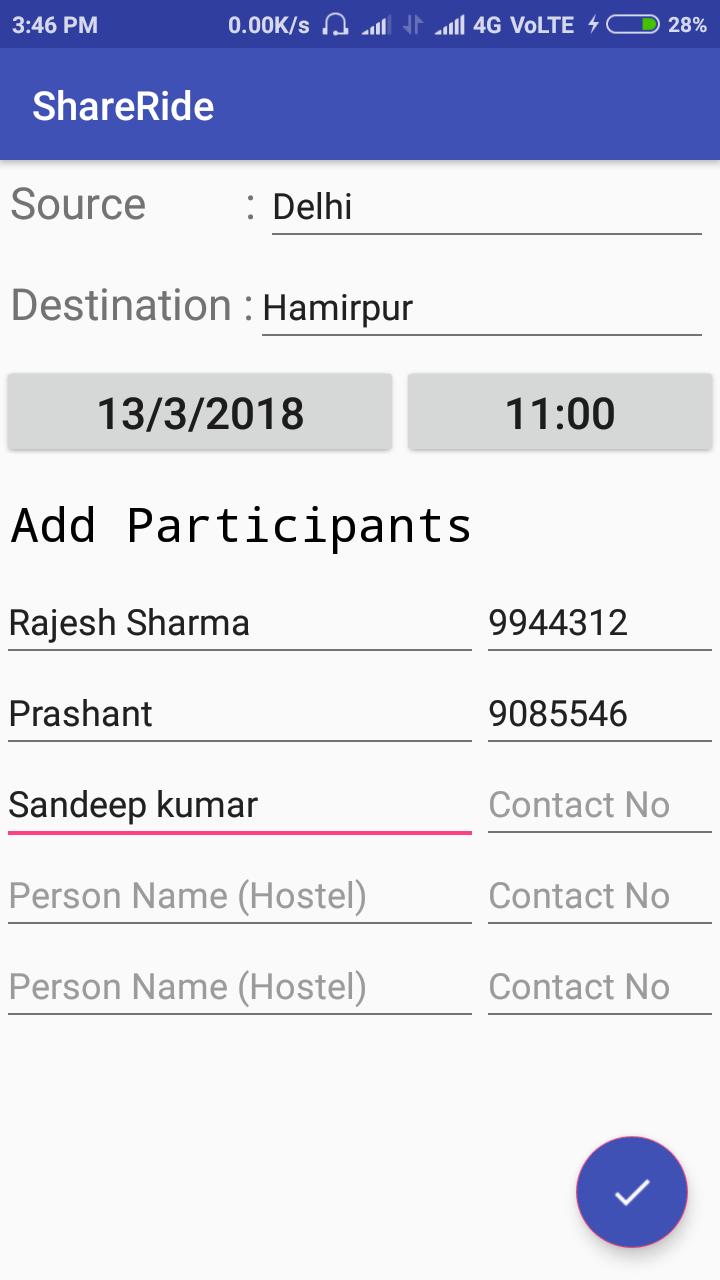 3:46 PM 0.00K/s 4G VoLTE 28%
ShareRide
Source : Delhi
Destination : Hamirpur
13/3/2018 11:00
Add Participants
Rajesh Sharma 9944312
Prashant 9085546
Sandeep kumar Contact No
Person Name (Hostel) Contact No
Person Name (Hostel) Contact No